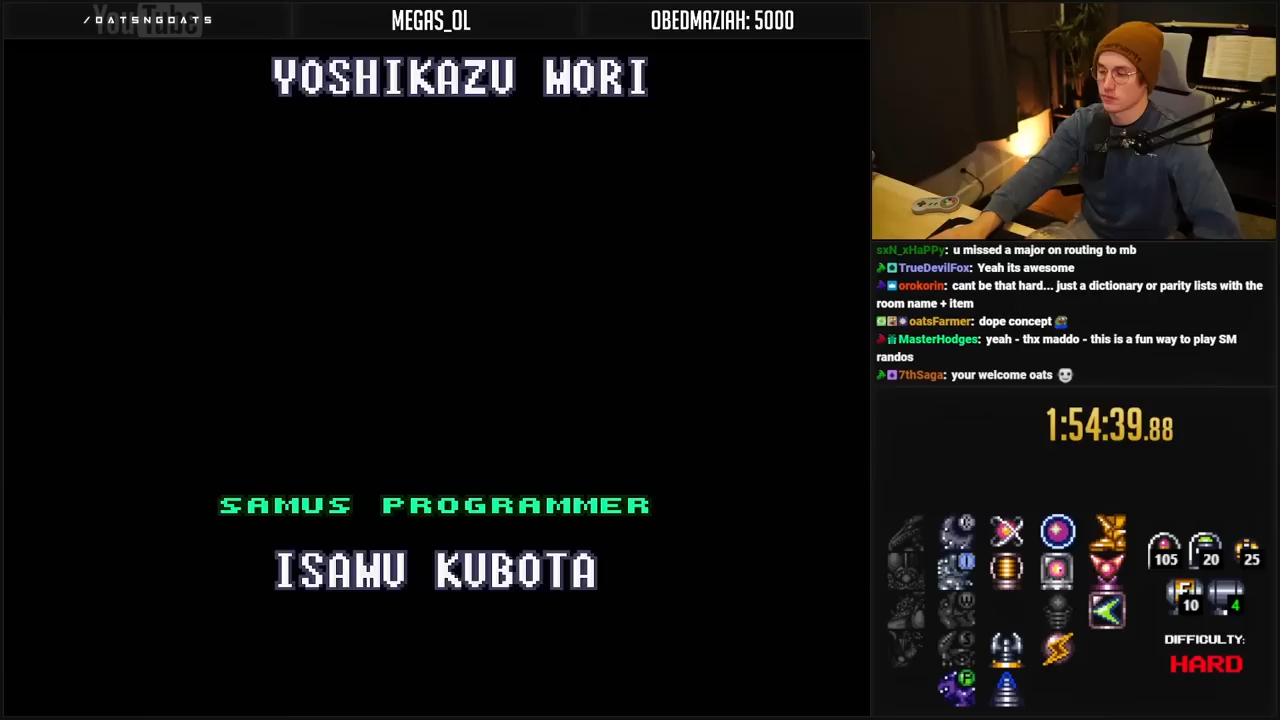 YouTube
/OATSNGOATS
MEGAS_OL
OBEDMAZIAH: 5000
YOSHIKAZU MORI
SAMUS PROGRAMMER
ISAMU KUBOTA
sxN_xHaPPy: u missed a major on routing to mb
TrueDevilFox: Yeah its awesome
orokorin: cant be that hard... just a dictionary or parity lists with the
room name + item
oatsFarmer: dope concept
MasterHodges: yeah - thx maddo - this is a fun way to play SM
randos
7thSaga: your welcome oats
1:54:39.88
105 20 25
10 4
DIFFICULTY:
HARD